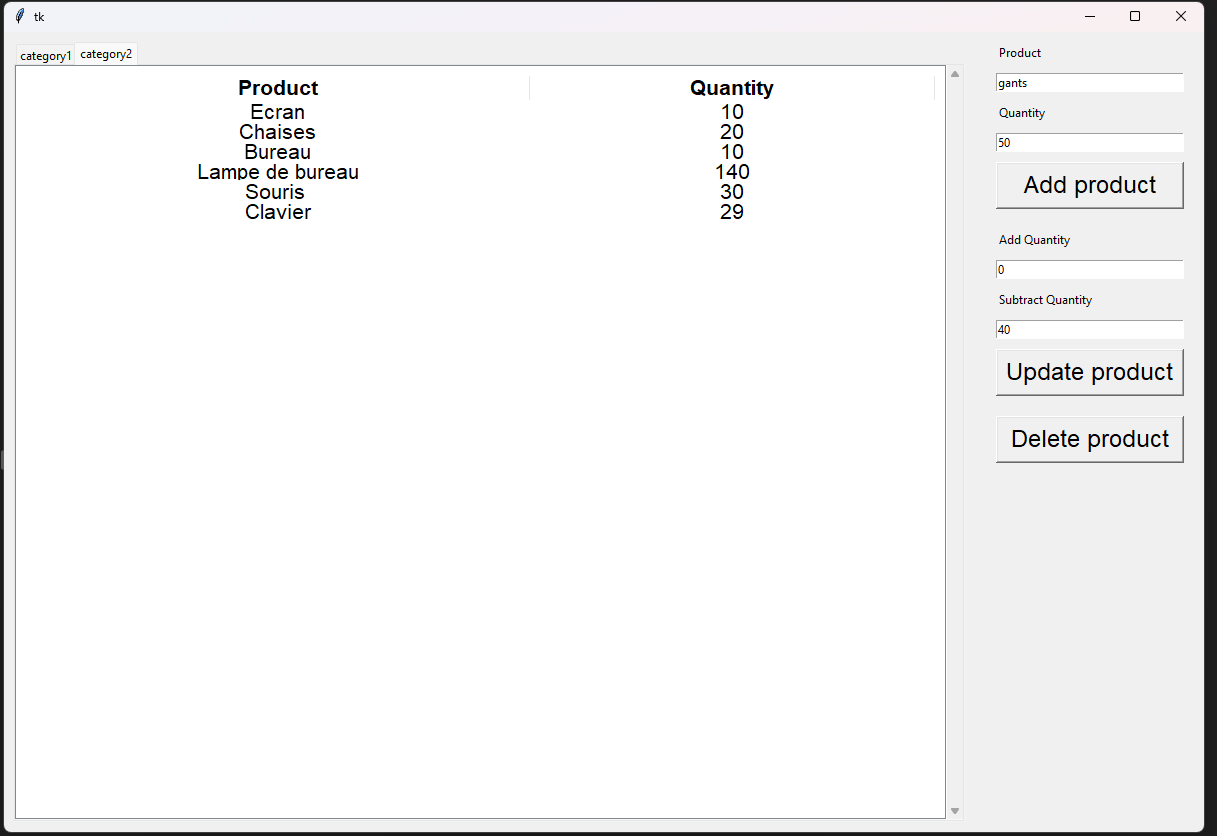 tk
category1 category2
Product Quantity
Ecran 10
Chaises 20
Bureau 10
Lampe de bureau 140
Souris 30
Clavier 29
Product
gants
Quantity
50
Add product
Add Quantity
0
Subtract Quantity
40
Update product
Delete product